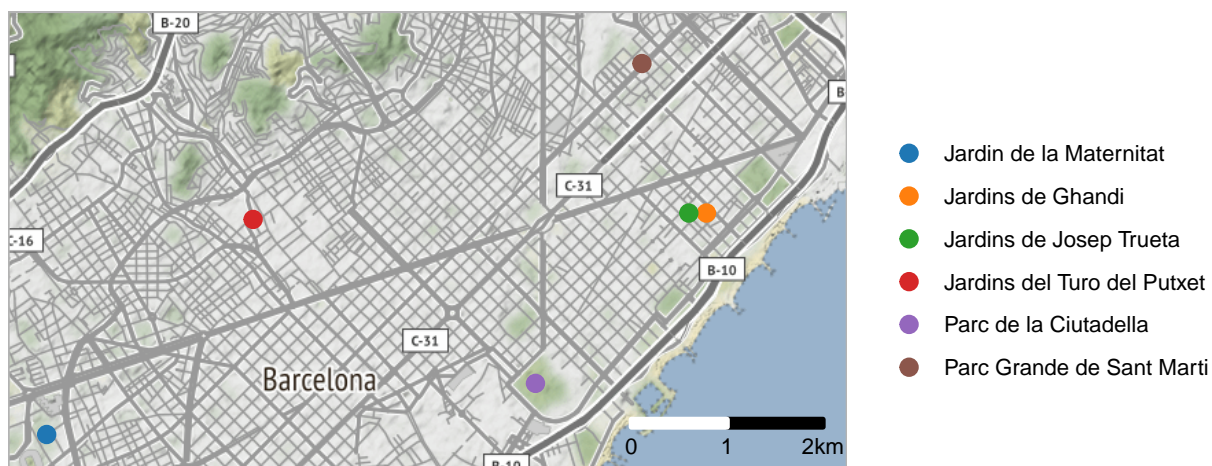 B-20
C-31
C-16
B-10
C-31
Barcelona
0 1 2km
B-10
Jardin de la Maternitat
Jardins de Ghandi
Jardins de Josep Trueta
Jardins del Turo del Putxet
Parc de la Ciutadella
Parc Grande de Sant Marti